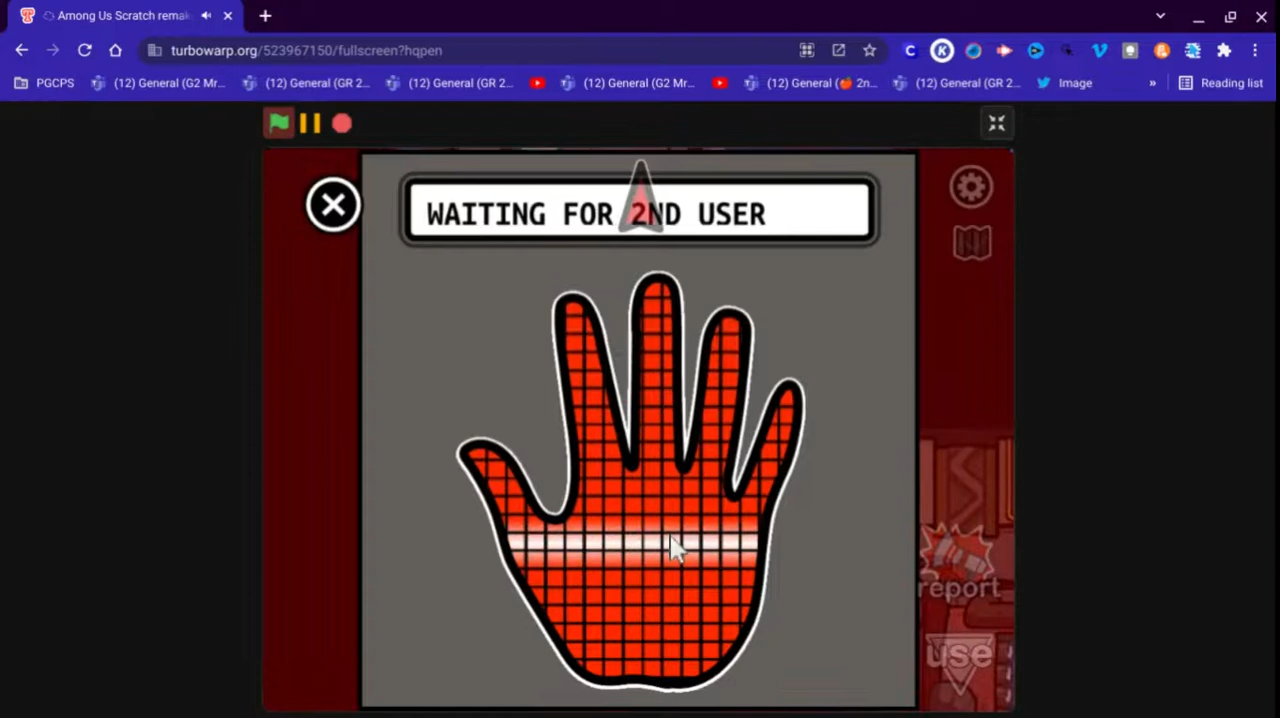 Among Us Scratch remak
turbowarp.org/523967150/fullscreen?hqpen
PGCPS
(12) General (G2 Mr...
(12) General (GR 2...
(12) General (GR 2...
(12) General (G2 Mr...
(12) General (🍎 2n...
(12) General (GR 2...
Image
»
Reading list
WAITING FOR 2ND USER
report
use